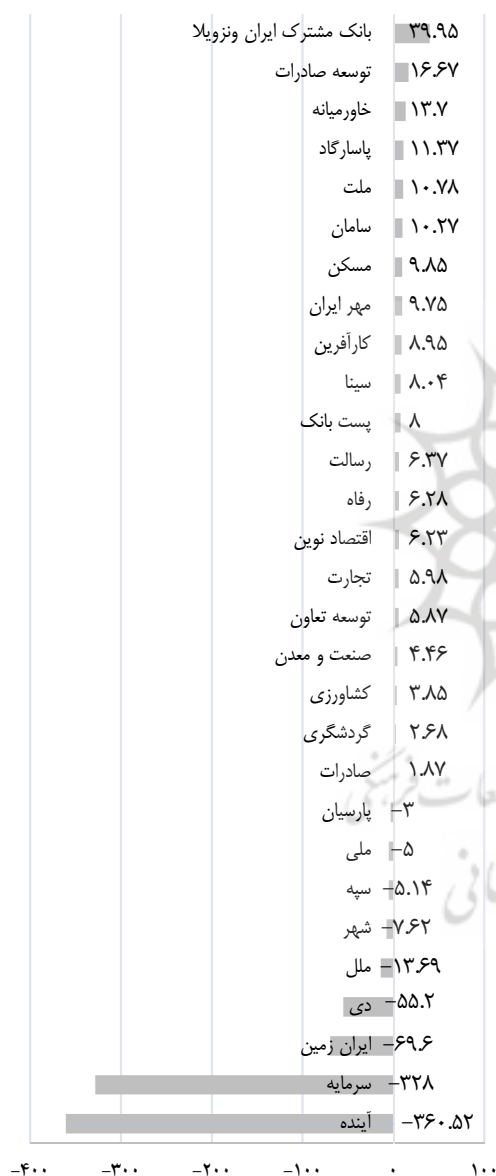 بانک مشترک ایران ونزویلا ۳۹.۹۵
توسعه صادرات ۱۶.۶۷
خاورمیانه ۱۳.۷
پاسارگاد ۱۱.۳۷
ملت ۱۰.۷۸
سامان ۱۰.۲۷
مسکن ۹.۸۵
مهر ایران ۹.۷۵
کارآفرین ۸.۹۵
سینا ۸.۰۴
پست بانک ۸
رسالت ۶.۳۷
رفاه ۶.۲۸
اقتصاد نوین ۶.۲۳
تجارت ۵.۹۸
توسعه تعاون ۵.۸۷
صنعت و معدن ۴.۴۶
کشاورزی ۳.۸۵
گردشگری ۲.۶۸
صادرات ۱.۸۷
پارسیان -۳
ملی -۵
سپه -۵.۱۴
شهر -۷.۶۲
ملل -۱۳.۶۹
دی -۵۵.۲
ایران زمین -۶۹.۶
سرمایه -۳۲۸
آینده -۳۶۰.۵۲
-۴۰۰ -۳۰۰ -۲۰۰ -۱۰۰ ۰ ۱۰۰